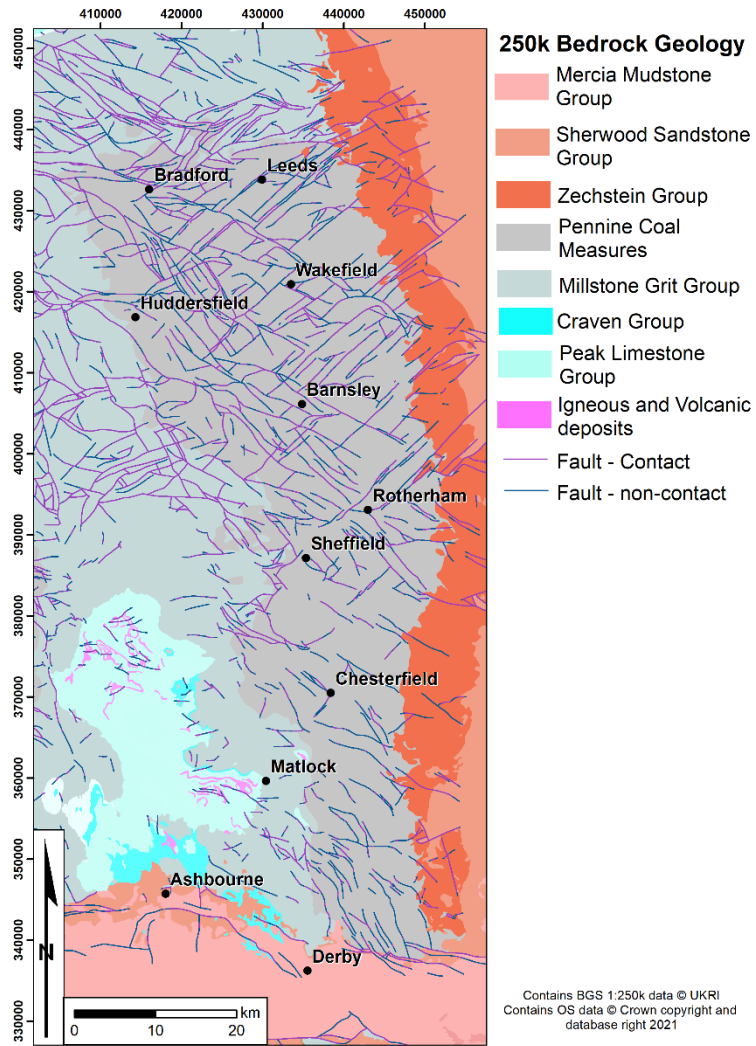 410000 420000 430000 440000 450000
450000
440000
430000
420000
410000
400000
390000
380000
370000
360000
350000
340000
330000
Bradford
Leeds
Wakefield
Huddersfield
Barnsley
Rotherham
Sheffield
Chesterfield
Matlock
Ashbourne
Derby
N
km
0 10 20
250k Bedrock Geology
Mercia Mudstone
Group
Sherwood Sandstone
Group
Zechstein Group
Pennine Coal
Measures
Millstone Grit Group
Craven Group
Peak Limestone
Group
Igneous and Volcanic
deposits
Fault - Contact
Fault - non-contact
Contains BGS 1:250k data © UKRI
Contains OS data © Crown copyright and
database right 2021